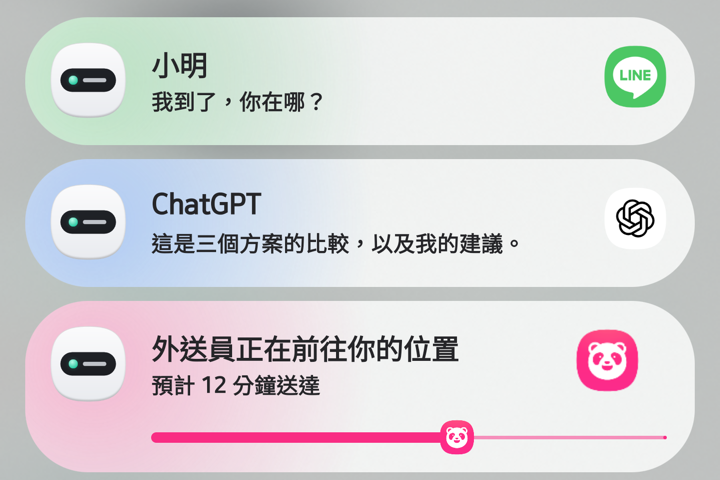 小明
我到了，你在哪？
LINE
ChatGPT
這是三個方案的比較，以及我的建議。
外送員正在前往你的位置
預計 12 分鐘送達